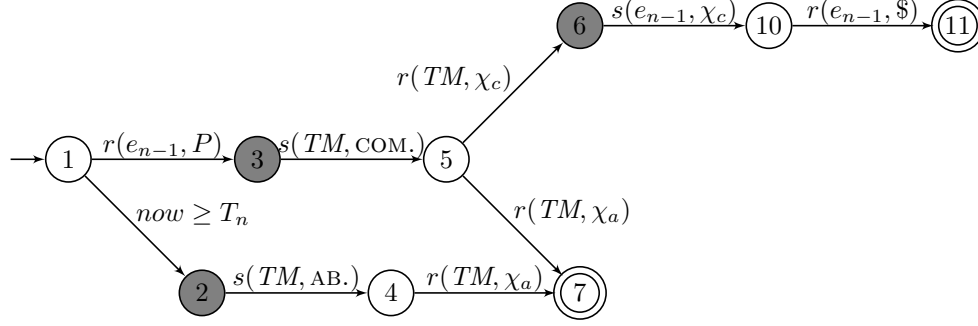 6 s(e_{n−1}, χ_c) 10 r(e_{n−1}, $) 11
r(TM, χ_c)
1 r(e_{n−1}, P) 3 s(TM, COM.) 5
now ≥ T_n
r(TM, χ_a)
2 s(TM, AB.) 4 r(TM, χ_a) 7